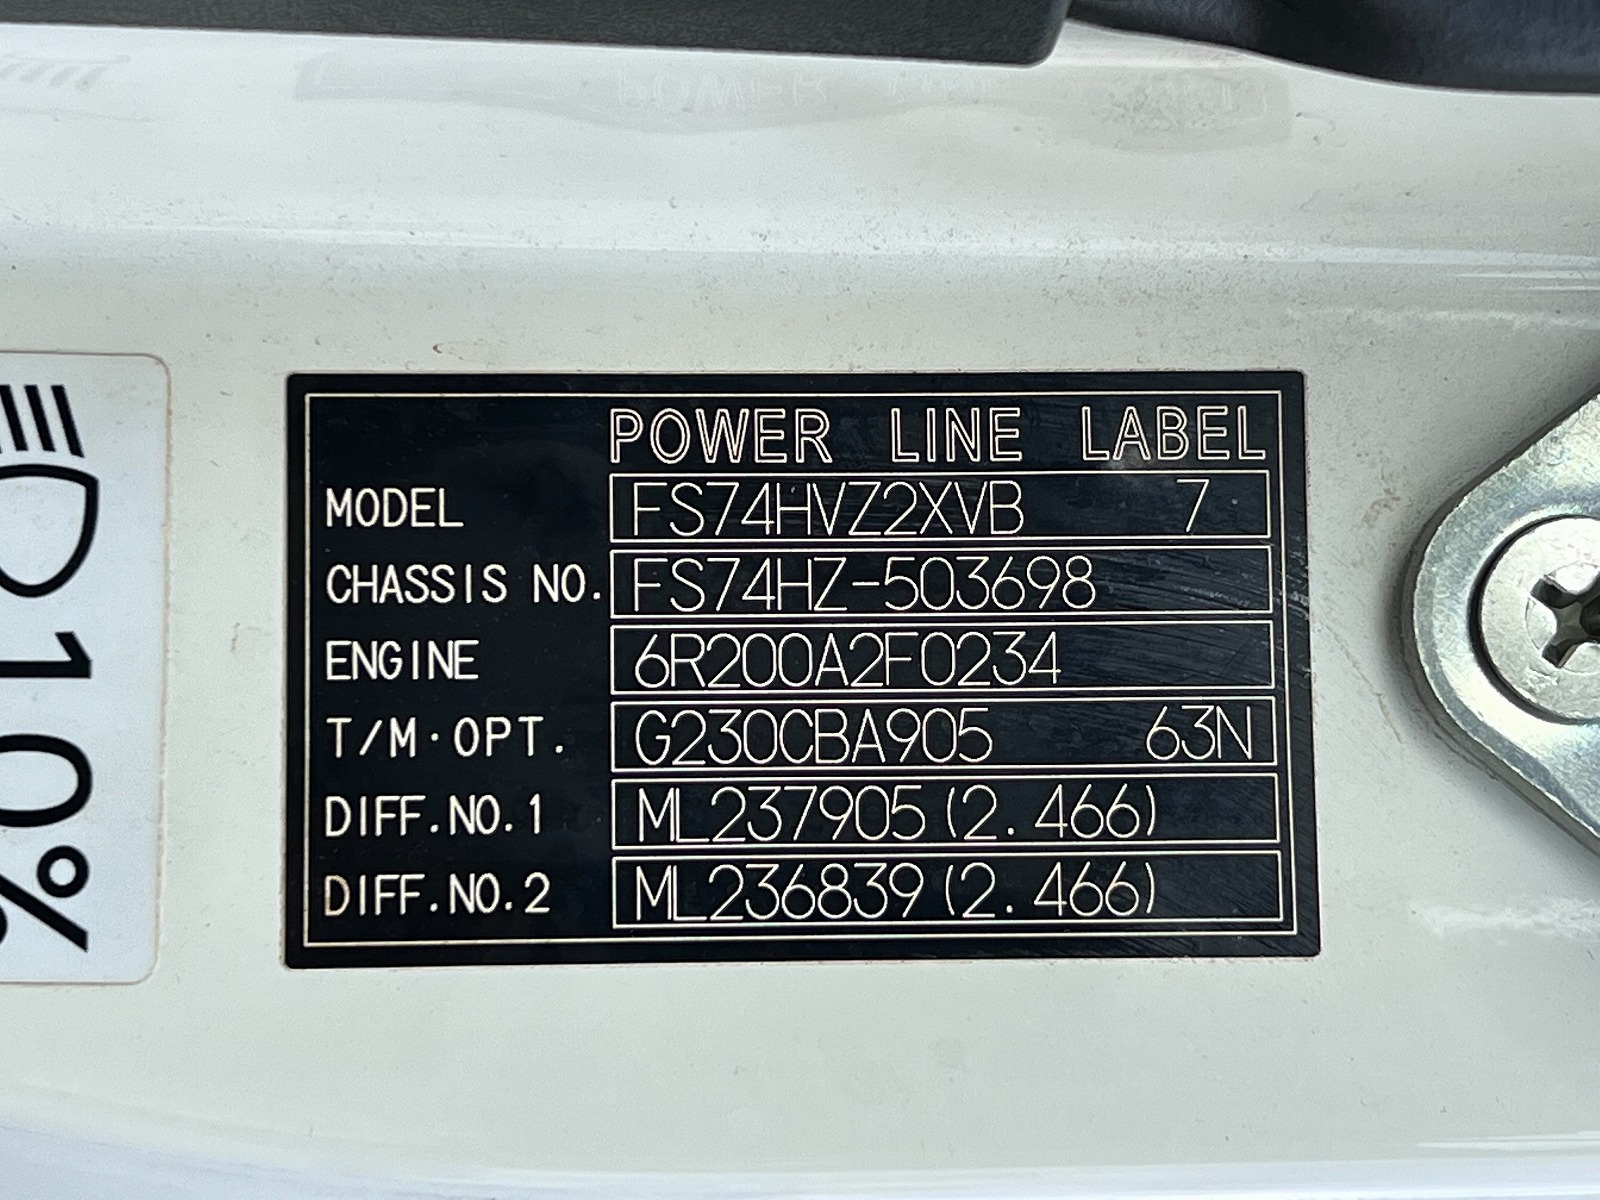 POWER LINE LABEL
MODEL FS74HVZ2XVB 7
CHASSIS NO. FS74HZ-503698
ENGINE 6R200A2F0234
T/M·OPT. G230CBA905 63N
DIFF.NO.1 ML237905(2.466)
DIFF.NO.2 ML236839(2.466)
10%